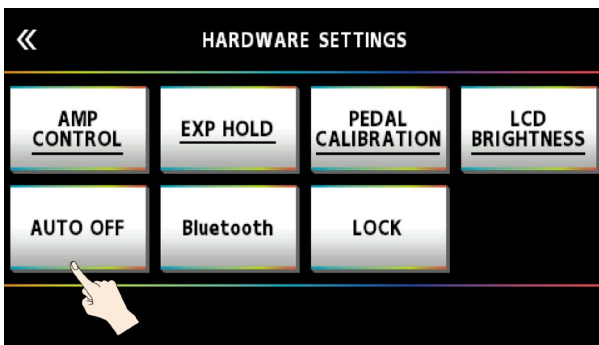 HARDWARE SETTINGS
AMP
CONTROL
EXP HOLD
PEDAL
CALIBRATION
LCD
BRIGHTNESS
AUTO OFF
Bluetooth
LOCK